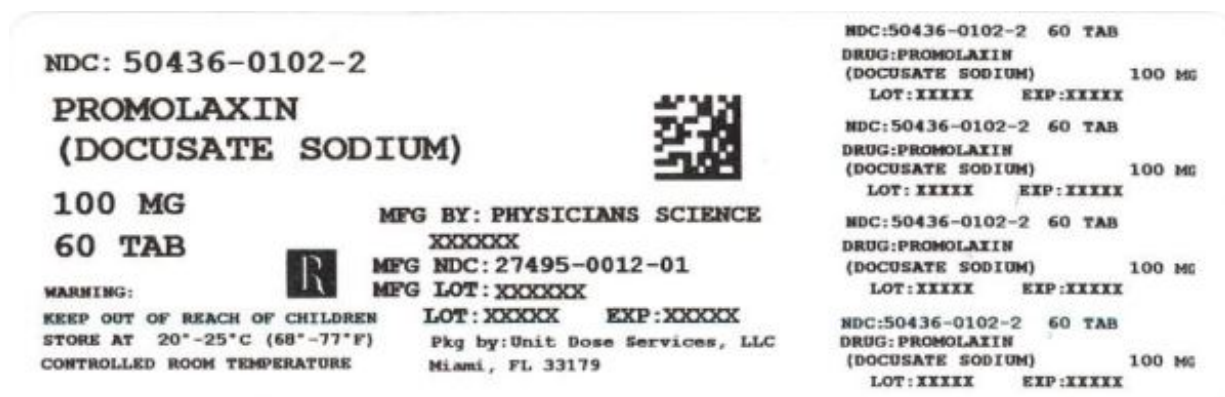 NDC: 50436-0102-2
PROMOLAXIN
(DOCUSATE SODIUM)
100 MG
60 TAB
R
WARNING:
KEEP OUT OF REACH OF CHILDREN
STORE AT 20°-25°C (68°-77°F)
CONTROLLED ROOM TEMPERATURE
MFG BY: PHYSICIANS SCIENCE
XXXXXX
MFG NDC: 27495-0012-01
MFG LOT: XXXXXX
LOT: XXXXX EXP: XXXXX
Pkg by: Unit Dose Services, LLC
Miami, FL 33179
NDC:50436-0102-2 60 TAB
DRUG:PROMOLAXIN
(DOCUSATE SODIUM) 100 MG
LOT:XXXXX EXP:XXXXX
NDC:50436-0102-2 60 TAB
DRUG:PROMOLAXIN
(DOCUSATE SODIUM) 100 MG
LOT:XXXXX EXP:XXXXX
NDC:50436-0102-2 60 TAB
DRUG:PROMOLAXIN
(DOCUSATE SODIUM) 100 MG
LOT:XXXXX EXP:XXXXX
NDC:50436-0102-2 60 TAB
DRUG:PROMOLAXIN
(DOCUSATE SODIUM) 100 MG
LOT:XXXXX EXP:XXXXX